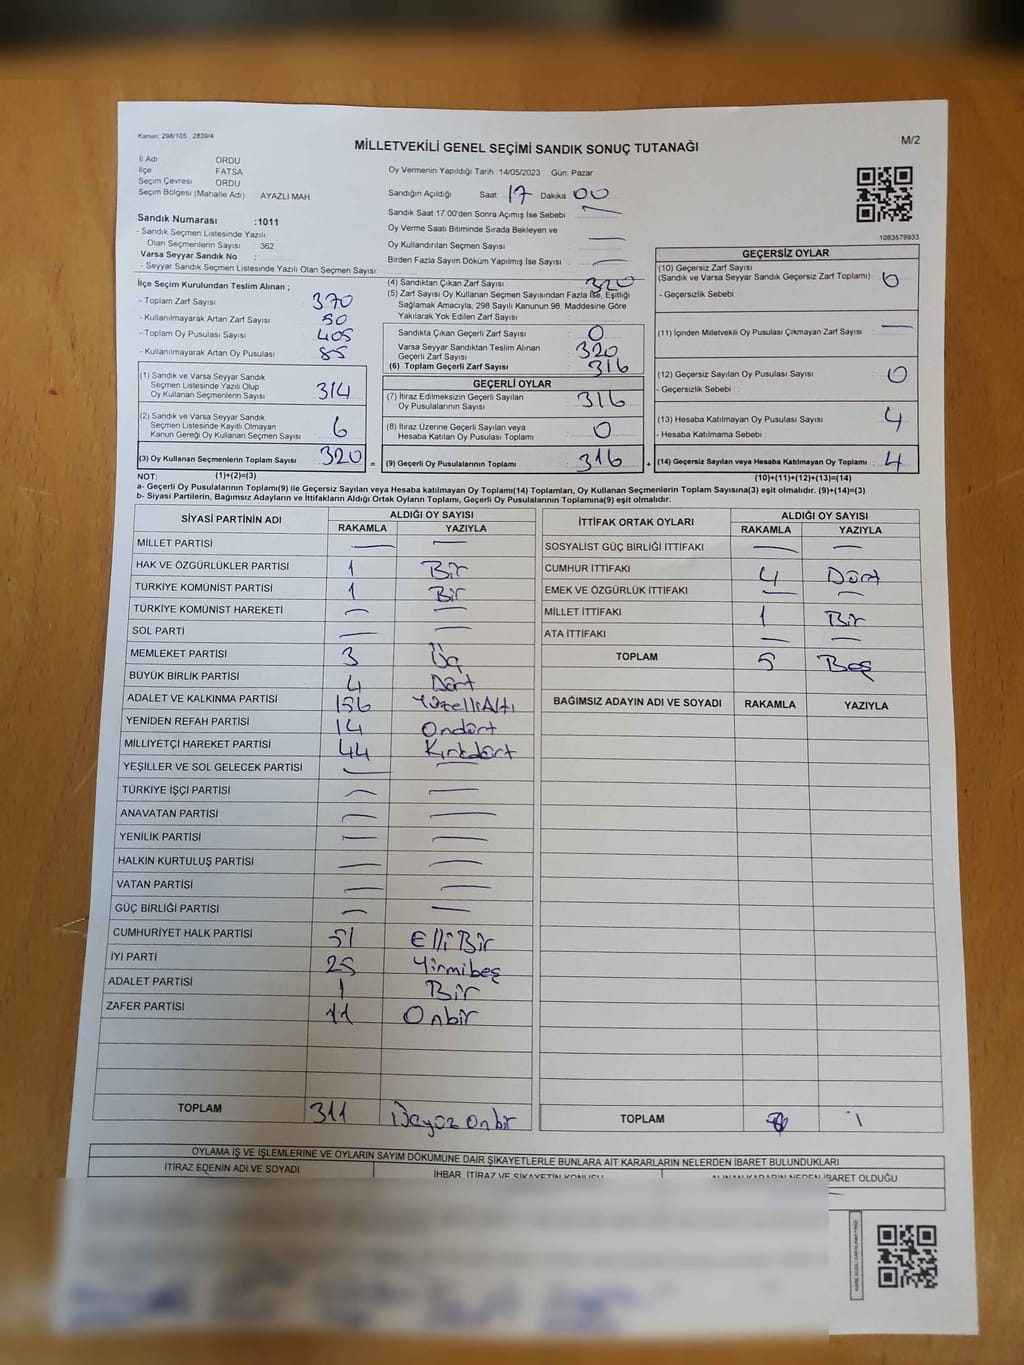 Kanun: 298/105 , 2839/4
MİLLETVEKİLİ GENEL SEÇİMİ SANDIK SONUÇ TUTANAĞI
M/2
İl Adı ORDU
İlçe FATSA
Seçim Çevresi ORDU
Seçim Bölgesi (Mahalle Adı) AYAZLI MAH.
Oy Vermenin Yapıldığı Tarih : 14/05/2023 Gün: Pazar
Sandığın Açıldığı Saat 17 Dakika : 00
Sandık Saat 17:00'den Sonra Açımış İse Sebebi : —
Oy Verme Saati Bitiminde Sırada Bekleyen ve
Oy Kullandırılan Seçmen Sayısı : —
Birden Fazla Sayım Döküm Yapılmış İse Sayısı : —
1083579933
Sandık Numarası :1011
- Sandık Seçmen Listesinde Yazılı
Olan Seçmenlerin Sayısı : 362
Varsa Seyyar Sandık No :
- Seyyar Sandık Seçmen Listesinde Yazılı Olan Seçmen Sayısı:
İlçe Seçim Kurulundan Teslim Alınan ;
- Toplam Zarf Sayısı : 370
- Kullanılmayarak Artan Zarf Sayısı : 50
- Toplam Oy Pusulası Sayısı : 405
- Kullanılmayarak Artan Oy Pusulası : 85
(1) Sandık ve Varsa Seyyar Sandık
Seçmen Listesinde Yazılı Olup
Oy Kullanan Seçmenlerin Sayısı : 314
(2) Sandık ve Varsa Seyyar Sandık
Seçmen Listesinde Kayıtlı Olmayan
Kanun Gereği Oy Kullanan Seçmen Sayısı : 6
(3) Oy Kullanan Seçmenlerin Toplam Sayısı : 320 =
(4) Sandıktan Çıkan Zarf Sayısı : 320
(5) Zarf Sayısı Oy Kullanan Seçmen Sayısından Fazla İse, Eşitliği
Sağlamak Amacıyla; 298 Sayılı Kanunun 98. Maddesine Göre
Yakılarak Yok Edilen Zarf Sayısı :
Sandıkta Çıkan Geçerli Zarf Sayısı : 0
Varsa Seyyar Sandıktan Teslim Alınan
Geçerli Zarf Sayısı : 320
(6) Toplam Geçerli Zarf Sayısı : 316
GEÇERLİ OYLAR
(7) İtiraz Edilmeksizin Geçerli Sayılan
Oy Pusulalarının Sayısı : 316
(8) İtiraz Üzerine Geçerli Sayılan veya
Hesaba Katılan Oy Pusulası Toplamı : 0
(9) Geçerli Oy Pusulalarının Toplamı : 316 +
GEÇERSİZ OYLAR
(10) Geçersiz Zarf Sayısı
(Sandık ve Varsa Seyyar Sandık Geçersiz Zarf Toplamı) : 0
- Geçersizlik Sebebi :
(11) İçinden Milletvekili Oy Pusulası Çıkmayan Zarf Sayısı : —
(12) Geçersiz Sayılan Oy Pusulası Sayısı : 0
- Geçersizlik Sebebi :
(13) Hesaba Katılmayan Oy Pusulası Sayısı : 4
- Hesaba Katılmama Sebebi :
(14) Geçersiz Sayılan veya Hesaba Katılmayan Oy Toplamı : 4
NOT: (1)+(2)=(3) (10)+(11)+(12)+(13)=(14)
a- Geçerli Oy Pusulalarının Toplamı(9) ile Geçersiz Sayılan veya Hesaba katılmayan Oy Toplamı(14) Toplamları, Oy Kullanan Seçmenlerin Toplam Sayısına(3) eşit olmalıdır. (9)+(14)=(3)
b- Siyasi Partilerin, Bağımsız Adayların ve İttifakların Aldığı Ortak Oyların Toplamı, Geçerli Oy Pusulalarının Toplamına(9) eşit olmalıdır.
SİYASİ PARTİNİN ADI ALDIĞI OY SAYISI
RAKAMLA YAZIYLA
MİLLET PARTİSİ — —
HAK VE ÖZGÜRLÜKLER PARTİSİ 1 Bir
TÜRKİYE KOMÜNİST PARTİSİ 1 Bir
TÜRKİYE KOMÜNİST HAREKETİ — —
SOL PARTİ — —
MEMLEKET PARTİSİ 3 Üç
BÜYÜK BİRLİK PARTİSİ 4 Dört
ADALET VE KALKINMA PARTİSİ 156 YüzelliAltı
YENİDEN REFAH PARTİSİ 14 Ondört
MİLLİYETÇİ HAREKET PARTİSİ 44 Kırkdört
YEŞİLLER VE SOL GELECEK PARTİSİ — —
TÜRKİYE İŞÇİ PARTİSİ — —
ANAVATAN PARTİSİ — —
YENİLİK PARTİSİ — —
HALKIN KURTULUŞ PARTİSİ — —
VATAN PARTİSİ — —
GÜÇ BİRLİĞİ PARTİSİ — —
CUMHURİYET HALK PARTİSİ 51 ElliBir
İYİ PARTİ 25 Yirmibeş
ADALET PARTİSİ 1 Bir
ZAFER PARTİSİ 11 Onbir
TOPLAM 311 Üçyüz onbir
İTTİFAK ORTAK OYLARI ALDIĞI OY SAYISI
RAKAMLA YAZIYLA
SOSYALİST GÜÇ BİRLİĞİ İTTİFAKI — —
CUMHUR İTTİFAKI 4 Dört
EMEK VE ÖZGÜRLÜK İTTİFAKI — —
MİLLET İTTİFAKI 1 Bir
ATA İTTİFAKI — —
TOPLAM 5 Beş
BAĞIMSIZ ADAYIN ADI VE SOYADI RAKAMLA YAZIYLA
TOPLAM
OYLAMA İŞ VE İŞLEMLERİNE VE OYLARIN SAYIM DÖKÜMÜNE DAİR ŞİKAYETLERLE BUNLARA AİT KARARLARIN NELERDEN İBARET BULUNDUKLARI
İTİRAZ EDENİN ADI VE SOYADI İHBAR, İTİRAZ VE ŞİKAYETİN KONUSU ALINAN KARARIN NEDEN İBARET OLDUĞU